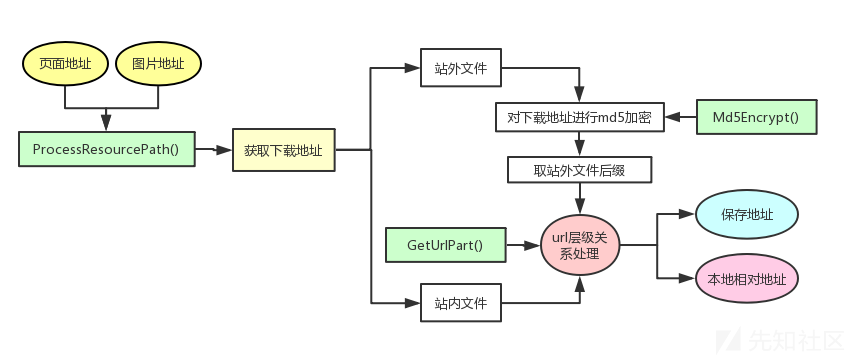 页面地址
图片地址
ProcessResourcePath()
获取下载地址
站外文件
对下载地址进行md5加密
Md5Encrypt()
取站外文件后缀
GetUrlPart()
url层级关
系处理
保存地址
本地相对地址
站内文件
先知社区